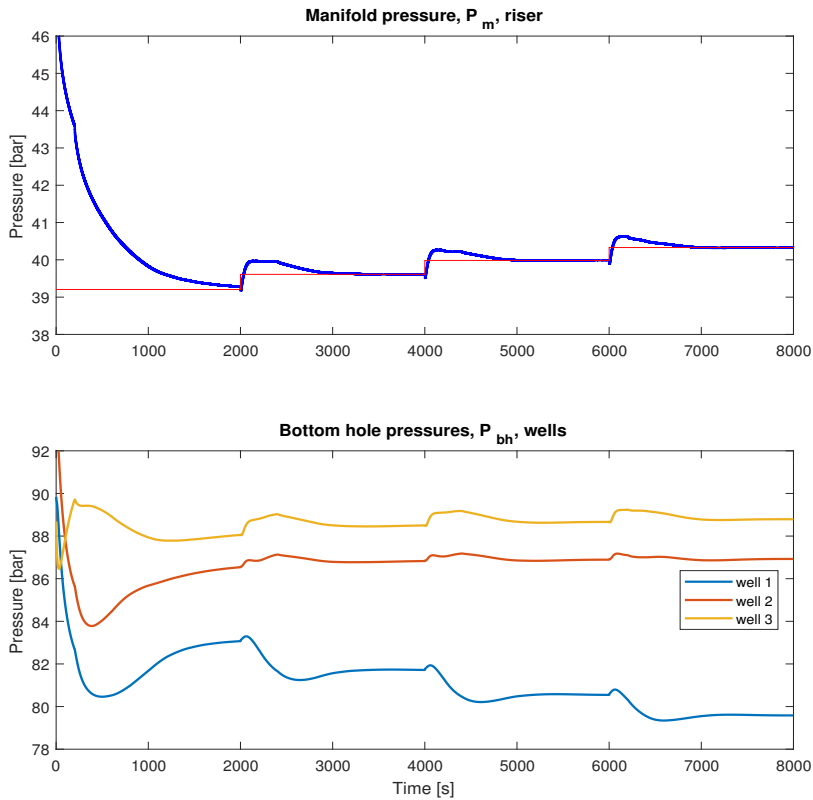 Manifold pressure, P_m, riser
Pressure [bar]
46
45
44
43
42
41
40
39
38
0 1000 2000 3000 4000 5000 6000 7000 8000
Bottom hole pressures, P_bh, wells
Pressure [bar]
92
90
88
86
84
82
80
78
well 1
well 2
well 3
0 1000 2000 3000 4000 5000 6000 7000 8000
Time [s]